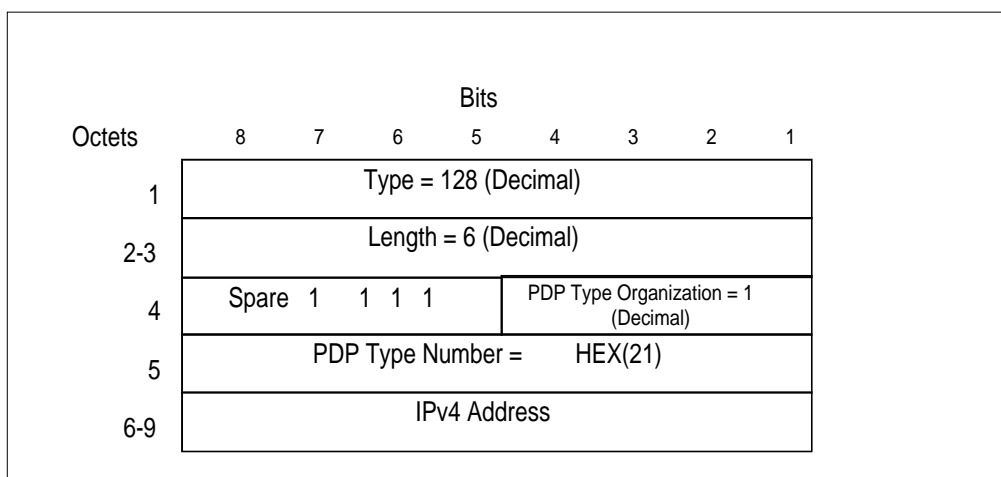 Bits
Octets 8 7 6 5 4 3 2 1
1 Type = 128 (Decimal)
2-3 Length = 6 (Decimal)
4 Spare 1 1 1 1 PDP Type Organization = 1
(Decimal)
5 PDP Type Number = HEX(21)
6-9 IPv4 Address